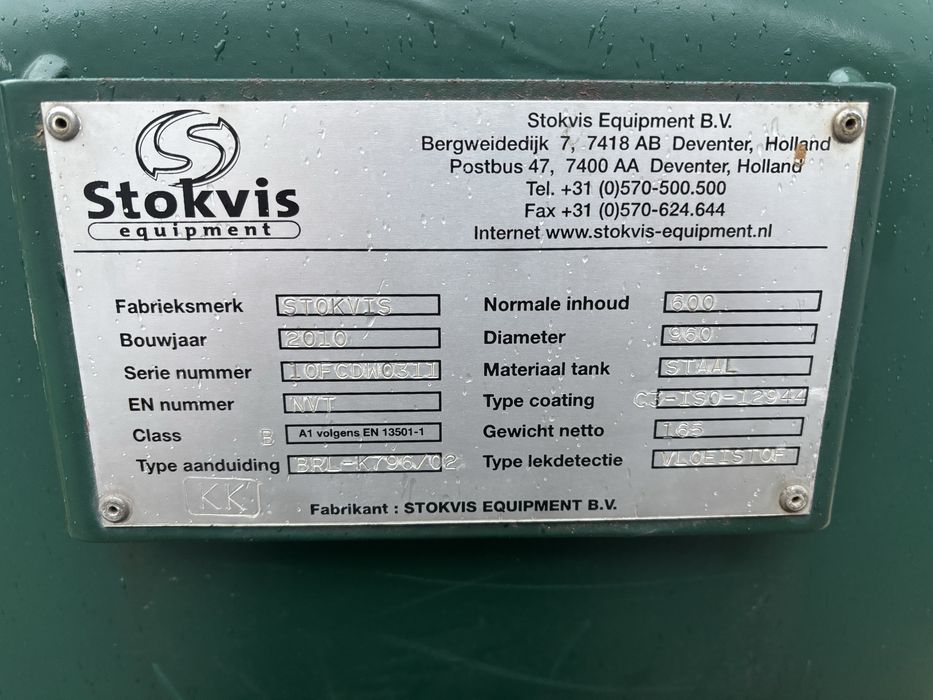 Stokvis
equipment
Stokvis Equipment B.V.
Bergweidedijk 7, 7418 AB Deventer, Holland
Postbus 47, 7400 AA Deventer, Holland
Tel. +31 (0)570-500.500
Fax +31 (0)570-624.644
Internet www.stokvis-equipment.nl
Fabrieksmerk STOKVIS
Bouwjaar 2010
Serie nummer 10FCDW0311
EN nummer NVT
Class B A1 volgens EN 13501-1
Type aanduiding BRL-K796/02
KK
Normale inhoud 600
Diameter 960
Materiaal tank STAAL
Type coating C3-ISO-12944
Gewicht netto 165
Type lekdetectie VLOEISTOF
Fabrikant : STOKVIS EQUIPMENT B.V.